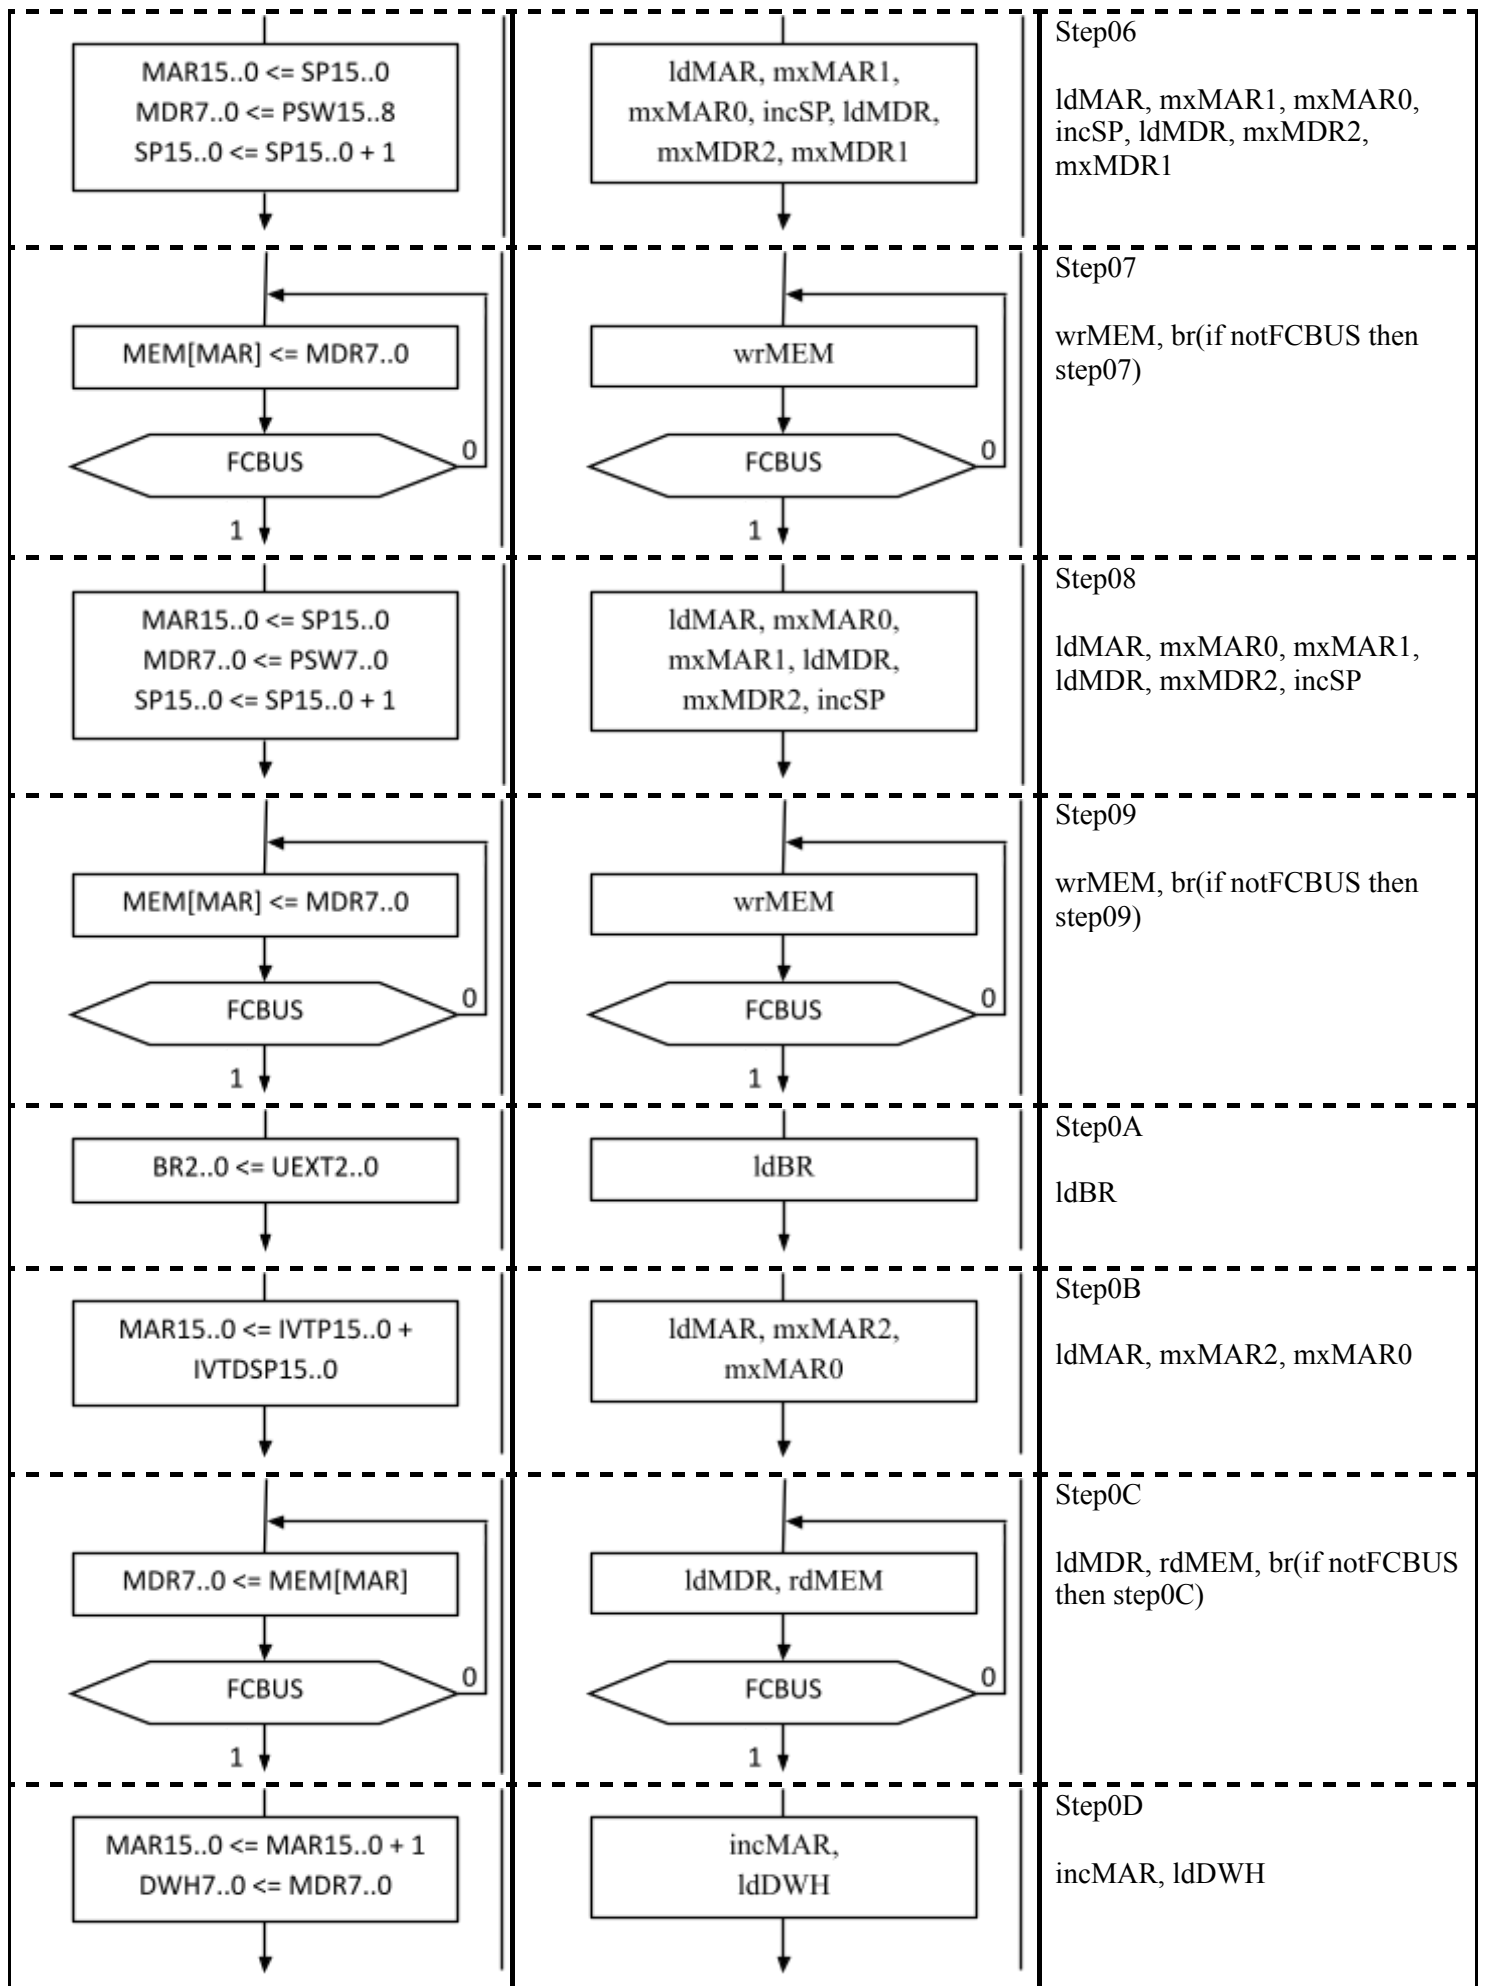 MAR15..0 <= SP15..0
MDR7..0 <= PSW15..8
SP15..0 <= SP15..0 + 1
ldMAR, mxMAR1,
mxMAR0, incSP, ldMDR,
mxMDR2, mxMDR1
Step06
ldMAR, mxMAR1, mxMAR0,
incSP, ldMDR, mxMDR2,
mxMDR1
MEM[MAR] <= MDR7..0
FCBUS
0
1
wrMEM
FCBUS
0
1
Step07
wrMEM, br(if notFCBUS then
step07)
MAR15..0 <= SP15..0
MDR7..0 <= PSW7..0
SP15..0 <= SP15..0 + 1
ldMAR, mxMAR0,
mxMAR1, ldMDR,
mxMDR2, incSP
Step08
ldMAR, mxMAR0, mxMAR1,
ldMDR, mxMDR2, incSP
MEM[MAR] <= MDR7..0
FCBUS
0
1
wrMEM
FCBUS
0
1
Step09
wrMEM, br(if notFCBUS then
step09)
BR2..0 <= UEXT2..0
ldBR
Step0A
ldBR
MAR15..0 <= IVTP15..0 +
IVTDSP15..0
ldMAR, mxMAR2,
mxMAR0
Step0B
ldMAR, mxMAR2, mxMAR0
MDR7..0 <= MEM[MAR]
FCBUS
0
1
ldMDR, rdMEM
FCBUS
0
1
Step0C
ldMDR, rdMEM, br(if notFCBUS
then step0C)
MAR15..0 <= MAR15..0 + 1
DWH7..0 <= MDR7..0
incMAR,
ldDWH
Step0D
incMAR, ldDWH